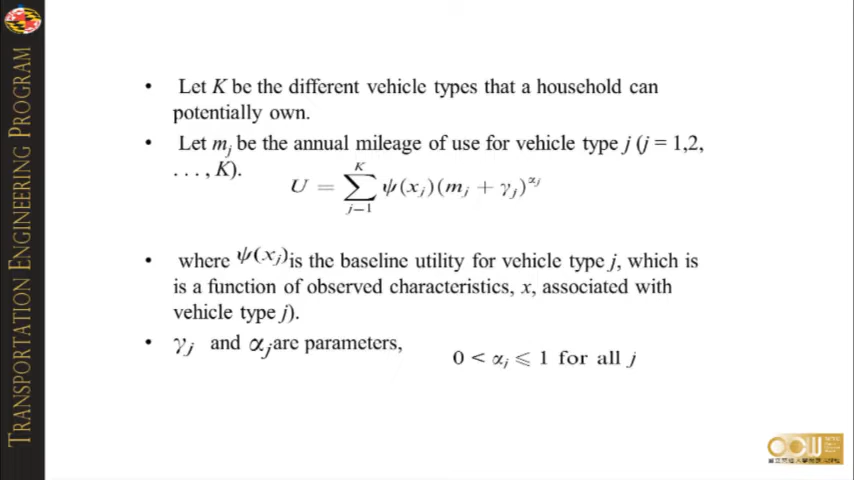 TRANSPORTATION ENGINEERING PROGRAM
• Let K be the different vehicle types that a household can
potentially own.
• Let mⱼ be the annual mileage of use for vehicle type j (j = 1,2,
. . . , K).
U = ∑_{j=1}^{K} ψ(xⱼ)(mⱼ + γⱼ)^{αⱼ}
• where ψ(xⱼ) is the baseline utility for vehicle type j, which is
is a function of observed characteristics, x, associated with
vehicle type j).
• γⱼ and αⱼ are parameters,
0 < αⱼ ⩽ 1 for all j
OCW